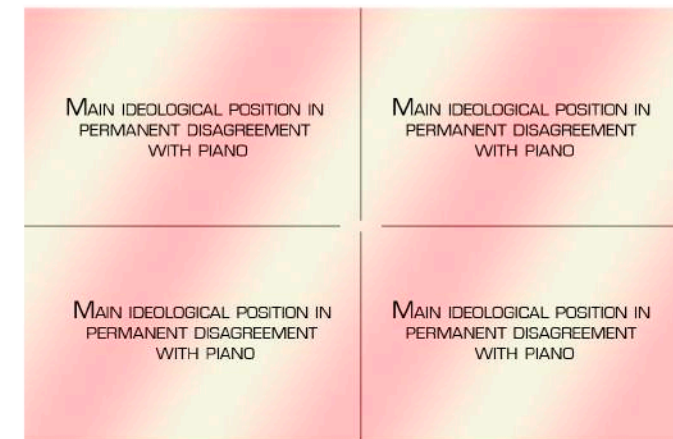 Main ideological position in
permanent disagreement
with piano
Main ideological position in
permanent disagreement
with piano
Main ideological position in
permanent disagreement
with piano
Main ideological position in
permanent disagreement
with piano